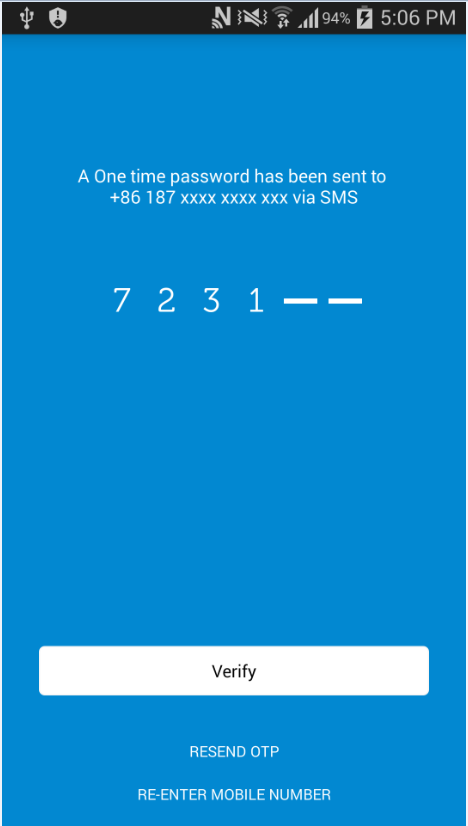 94% 5:06 PM
A One time password has been sent to
+86 187 xxxx xxxx xxx via SMS
7 2 3 1 _ _
Verify
RESEND OTP
RE-ENTER MOBILE NUMBER